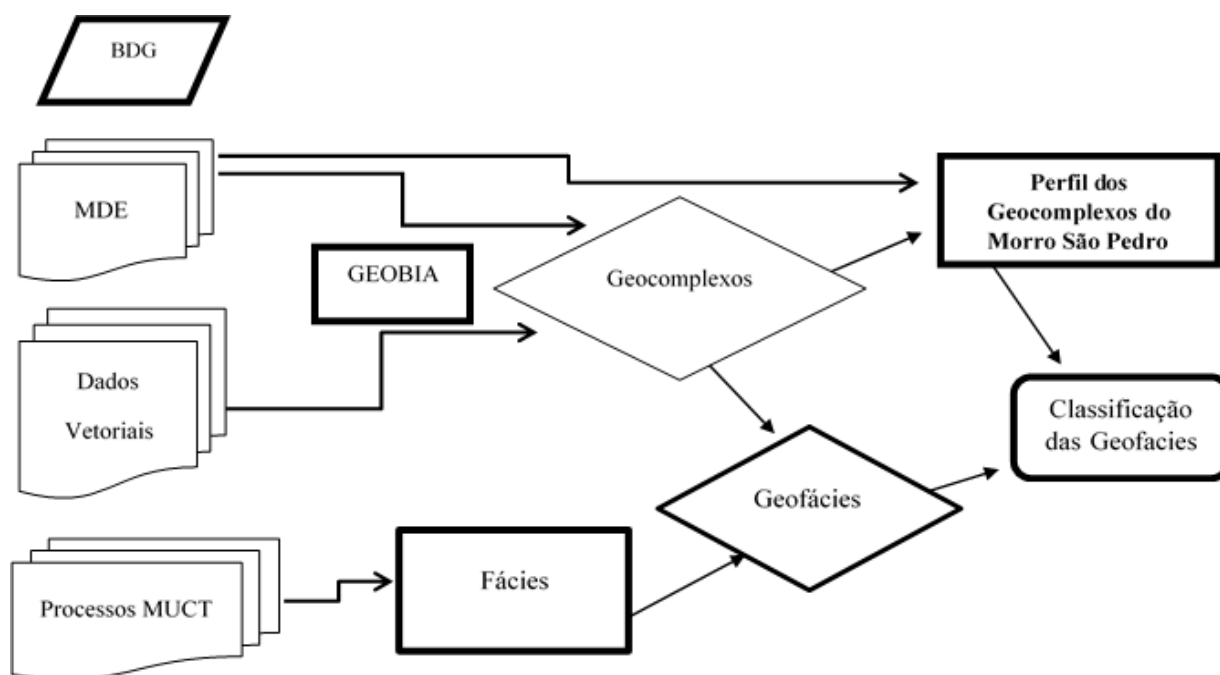 BDG
MDE
GEOBIA
Geocomplexos
Perfil dos
Geocomplexos do
Morro São Pedro
Dados
Vetoriais
Classificação
das Geofacies
Geofácies
Processos MUCT
Fácies